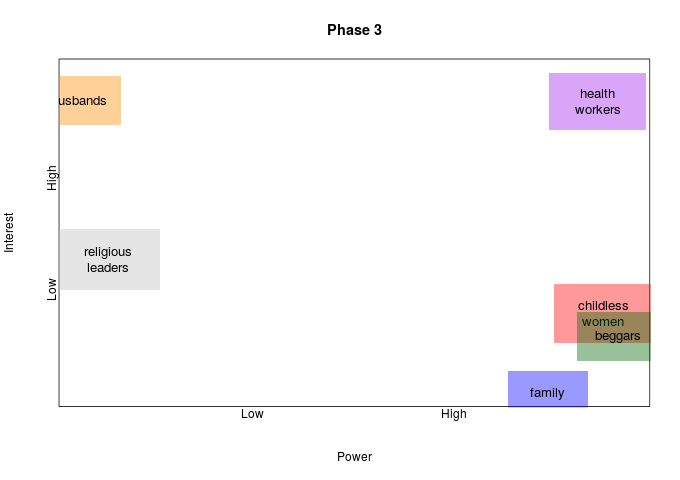 Phase 3
usbands
health
workers
High
Interest
religious
leaders
Low
childless
women
beggars
family
Low
High
Power